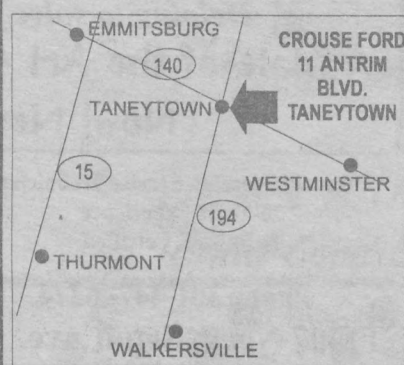 EMMITSBURG
CROUSE FORD
11 ANTRIM
BLVD.
TANEYTOWN
140
TANEYTOWN
15
WESTMINSTER
194
THURMONT
WALKERSVILLE